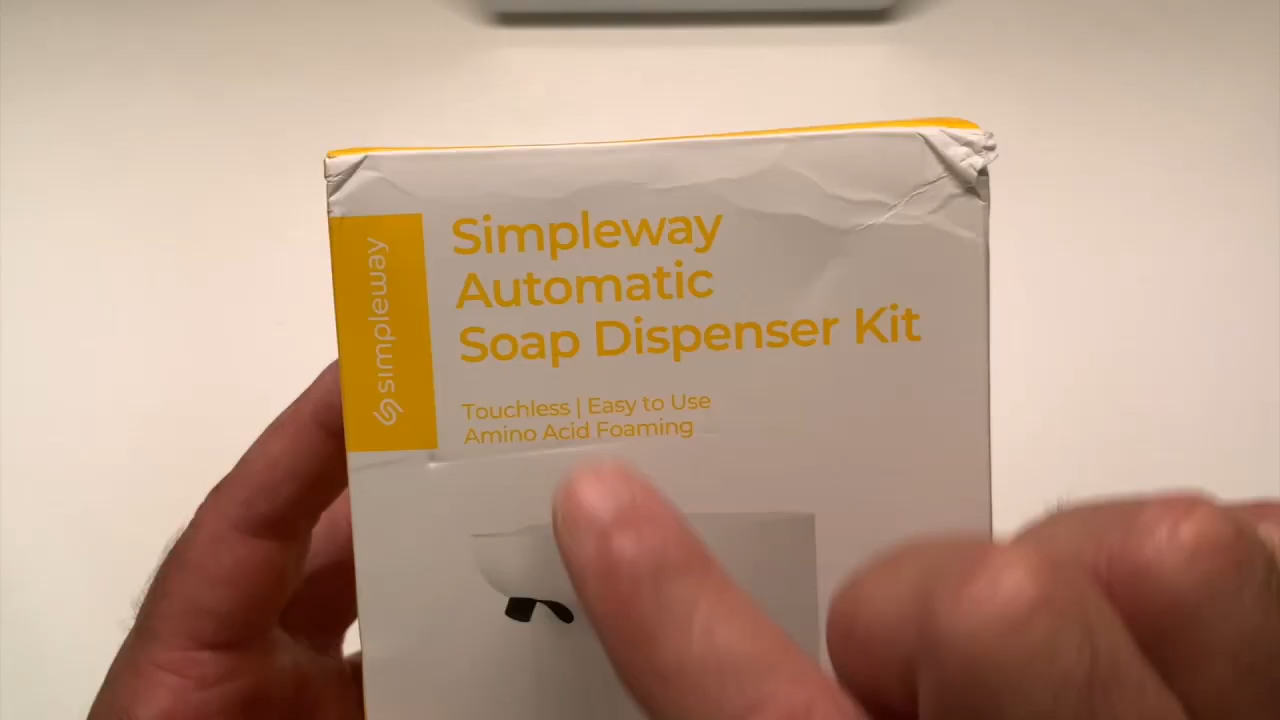 simpleway
Simpleway
Automatic
Soap Dispenser Kit
Touchless | Easy to Use
Amino Acid Foaming